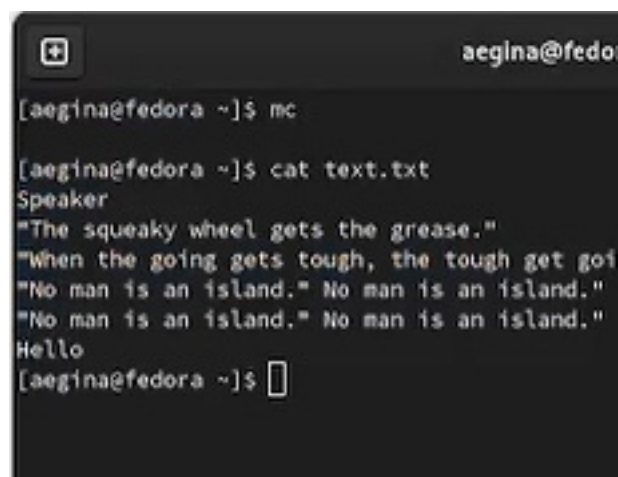 aegina@fedo
[aegina@fedora ~]$ mc
[aegina@fedora ~]$ cat text.txt
Speaker
"The squeaky wheel gets the grease."
"When the going gets tough, the tough get goi
"No man is an island." No man is an island."
"No man is an island." No man is an island."
Hello
[aegina@fedora ~]$